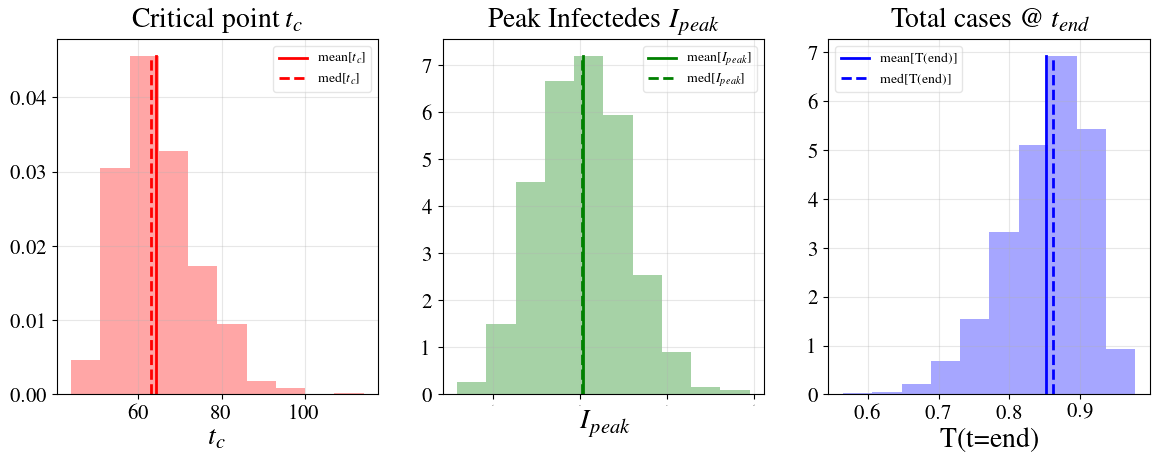 Critical point t_c
mean[t_c]
med[t_c]
0.04
0.03
0.02
0.01
0.00
60 80 100
t_c
Peak Infectedes I_peak
mean[I_peak]
med[I_peak]
7
6
5
4
3
2
1
0
I_peak
Total cases @ t_end
mean[T(end)]
med[T(end)]
7
6
5
4
3
2
1
0
0.6 0.7 0.8 0.9
T(t=end)